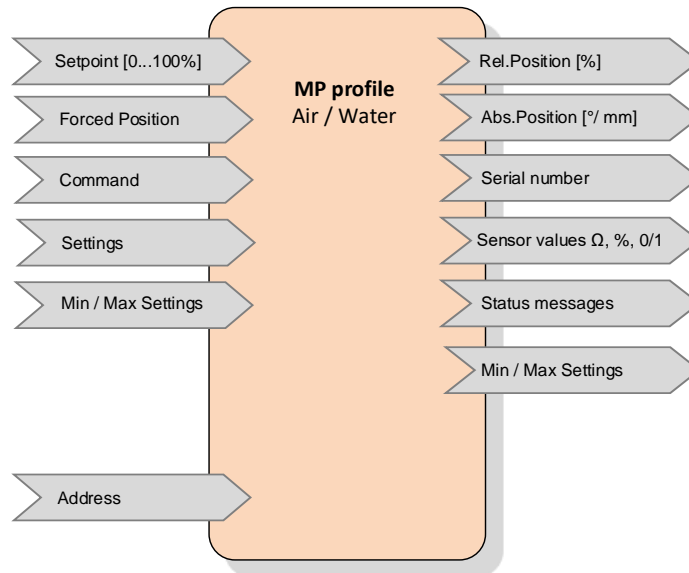 Setpoint [0...100%]
Forced Position
Command
Settings
Min / Max Settings
Address
MP profile
Air / Water
Rel.Position [%]
Abs.Position [°/ mm]
Serial number
Sensor values Ω, %, 0/1
Status messages
Min / Max Settings